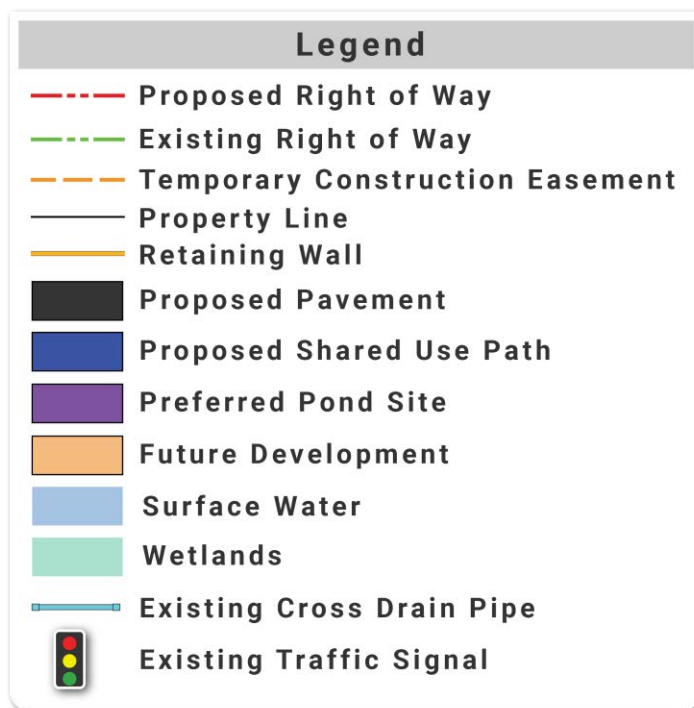 Legend
Proposed Right of Way
Existing Right of Way
Temporary Construction Easement
Property Line
Retaining Wall
Proposed Pavement
Proposed Shared Use Path
Preferred Pond Site
Future Development
Surface Water
Wetlands
Existing Cross Drain Pipe
Existing Traffic Signal